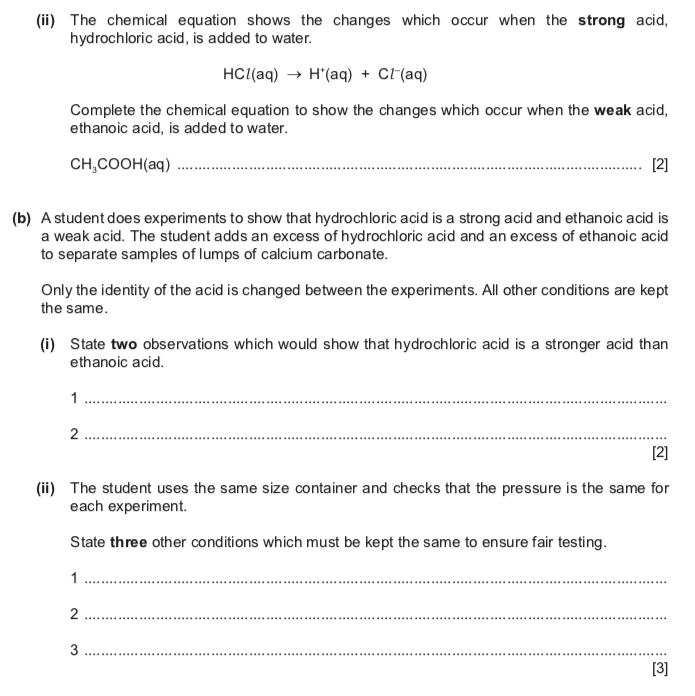 (ii) The chemical equation shows the changes which occur when the strong acid,
hydrochloric acid, is added to water.
HCl(aq) → H⁺(aq) + Cl⁻(aq)
Complete the chemical equation to show the changes which occur when the weak acid,
ethanoic acid, is added to water.
CH₃COOH(aq) .............................................................................................................. [2]
(b) A student does experiments to show that hydrochloric acid is a strong acid and ethanoic acid is
a weak acid. The student adds an excess of hydrochloric acid and an excess of ethanoic acid
to separate samples of lumps of calcium carbonate.
Only the identity of the acid is changed between the experiments. All other conditions are kept
the same.
(i) State two observations which would show that hydrochloric acid is a stronger acid than
ethanoic acid.
1 ..........................................................................................................................................
2 ..........................................................................................................................................
[2]
(ii) The student uses the same size container and checks that the pressure is the same for
each experiment.
State three other conditions which must be kept the same to ensure fair testing.
1 ..........................................................................................................................................
2 ..........................................................................................................................................
3 ..........................................................................................................................................
[3]